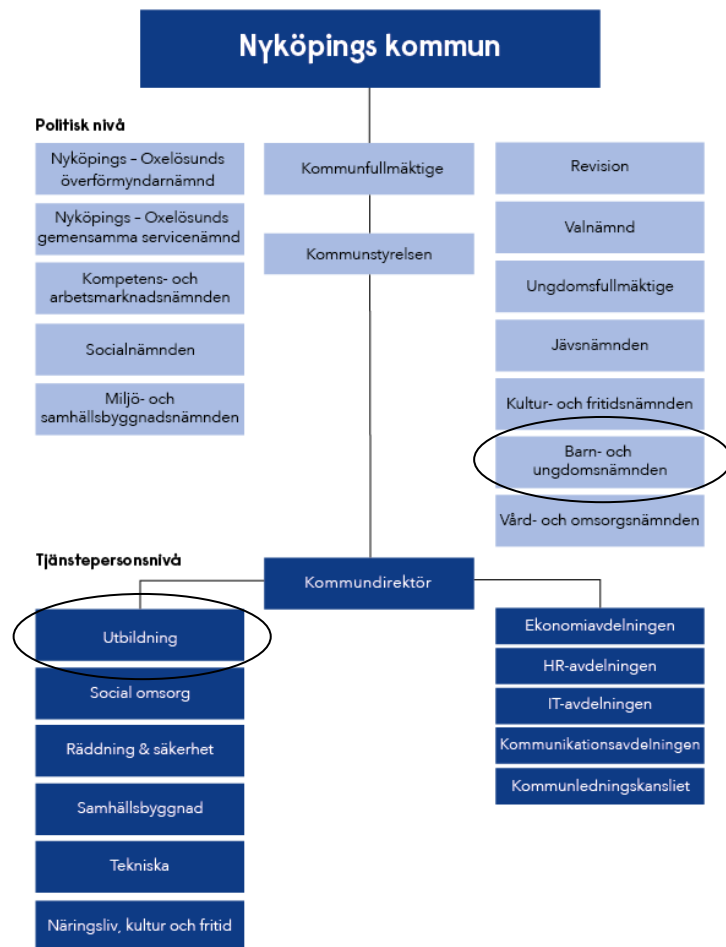 Nyköpings kommun
Politisk nivå
Nyköpings – Oxelösunds
överförmyndarnämnd
Nyköpings – Oxelösunds
gemensamma servicenämnd
Kompetens- och
arbetsmarknadsnämnden
Socialnämnden
Miljö- och
samhällsbyggnadsnämnden
Kommunfullmäktige
Kommunstyrelsen
Revision
Valnämnd
Ungdomsfullmäktige
Jävsnämnden
Kultur- och fritidsnämnden
Barn- och
ungdomsnämnden
Vård- och omsorgsnämnden
Tjänstepersonsnivå
Kommundirektör
Utbildning
Social omsorg
Räddning & säkerhet
Samhällsbyggnad
Tekniska
Näringsliv, kultur och fritid
Ekonomiavdelningen
HR-avdelningen
IT-avdelningen
Kommunikationsavdelningen
Kommunledningskansliet